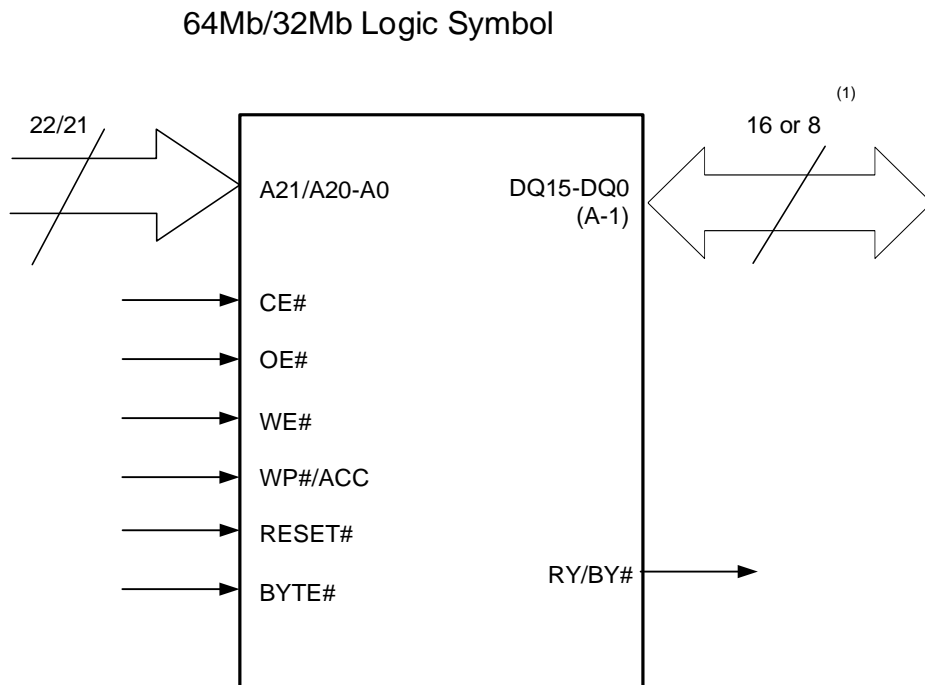 64Mb/32Mb Logic Symbol
(1)
22/21
16 or 8
A21/A20-A0
DQ15-DQ0
(A-1)
CE#
OE#
WE#
WP#/ACC
RESET#
RY/BY#
BYTE#